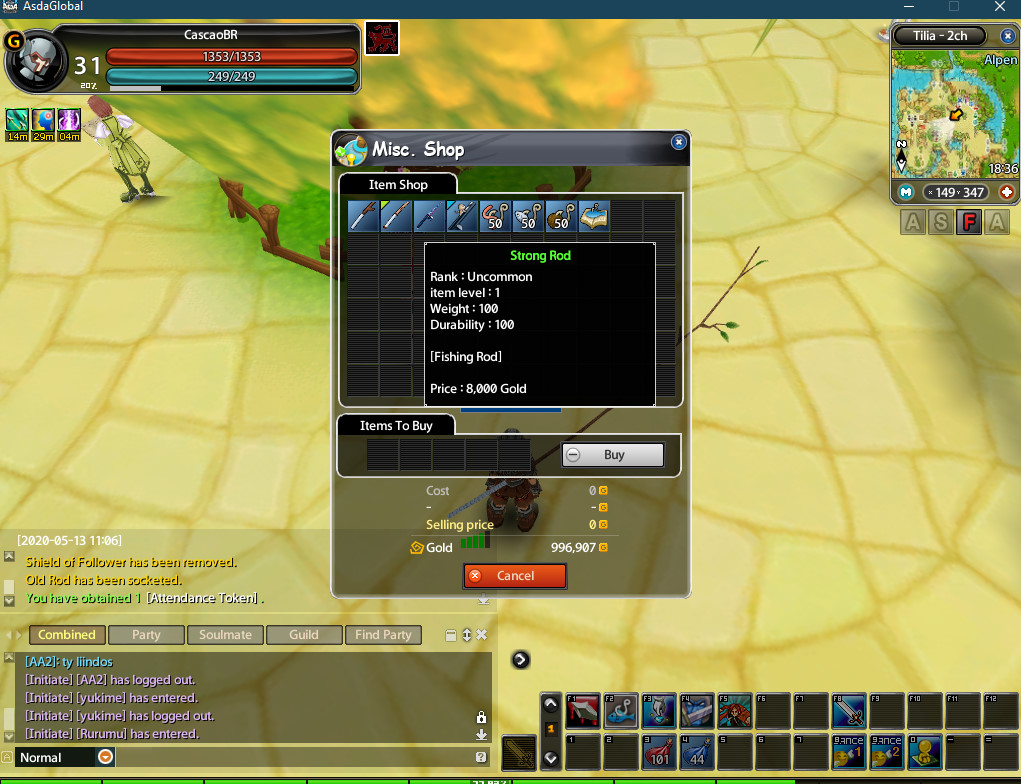 AsdaGlobal
G
CascaoBR
31
1353/1353
20%
249/249
14m 29m 04m
Tilia - 2ch
Alpen
N
18:36
M
149 347
A S F A
Misc. Shop
Item Shop
50 50 50
Strong Rod
Rank : Uncommon
item level : 1
Weight : 100
Durability : 100
[Fishing Rod]
Price : 8,000 Gold
Items To Buy
Buy
Cost 0 G
- - G
Selling price 0 G
Gold 996,907 G
Cancel
[2020-05-13 11:06]
Shield of Follower has been removed.
Old Rod has been socketed.
You have obtained 1 [Attendance Token] .
Combined Party Soulmate Guild Find Party
[AA2]: ty liindos
[Initiate] [AA2] has logged out.
[Initiate] [yukime] has entered.
[Initiate] [yukime] has logged out.
[Initiate] [Rurumu] has entered.
Normal
?
F1 F2 F3 F4 F5 F6 F7 F8 F9 F10 F11 F12
1
1 2 3 4 5 6 7 8 9 0 - =
101 44 1 2